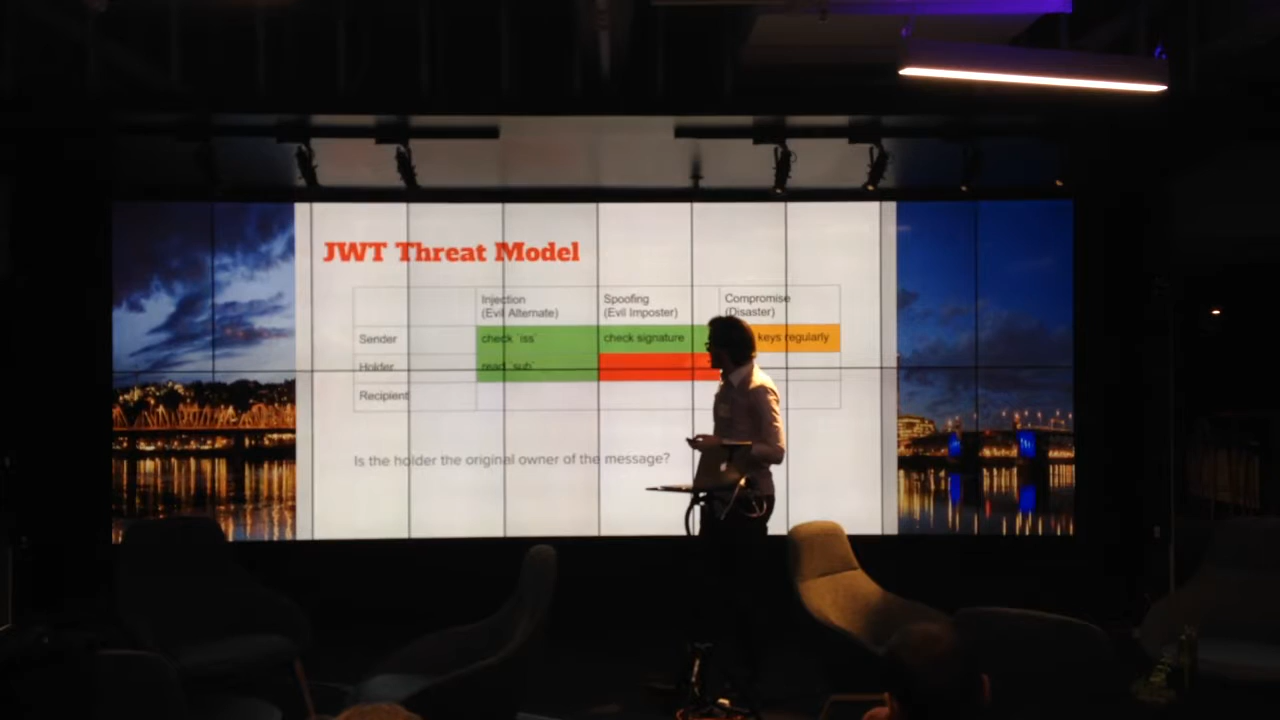 JWT Threat Model
Injection
(Evil Alternate)
Spoofing
(Evil Imposter)
Compromise
(Disaster)
Sender
check `iss`
check signature
keys regularly
Holder
read `sub`
Recipient
Is the holder the original owner of the message?